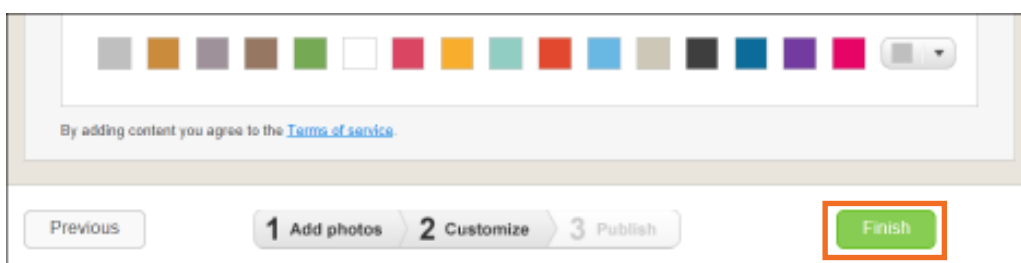 By adding content you agree to the Terms of service.
Previous 1 Add photos 2 Customize 3 Publish Finish